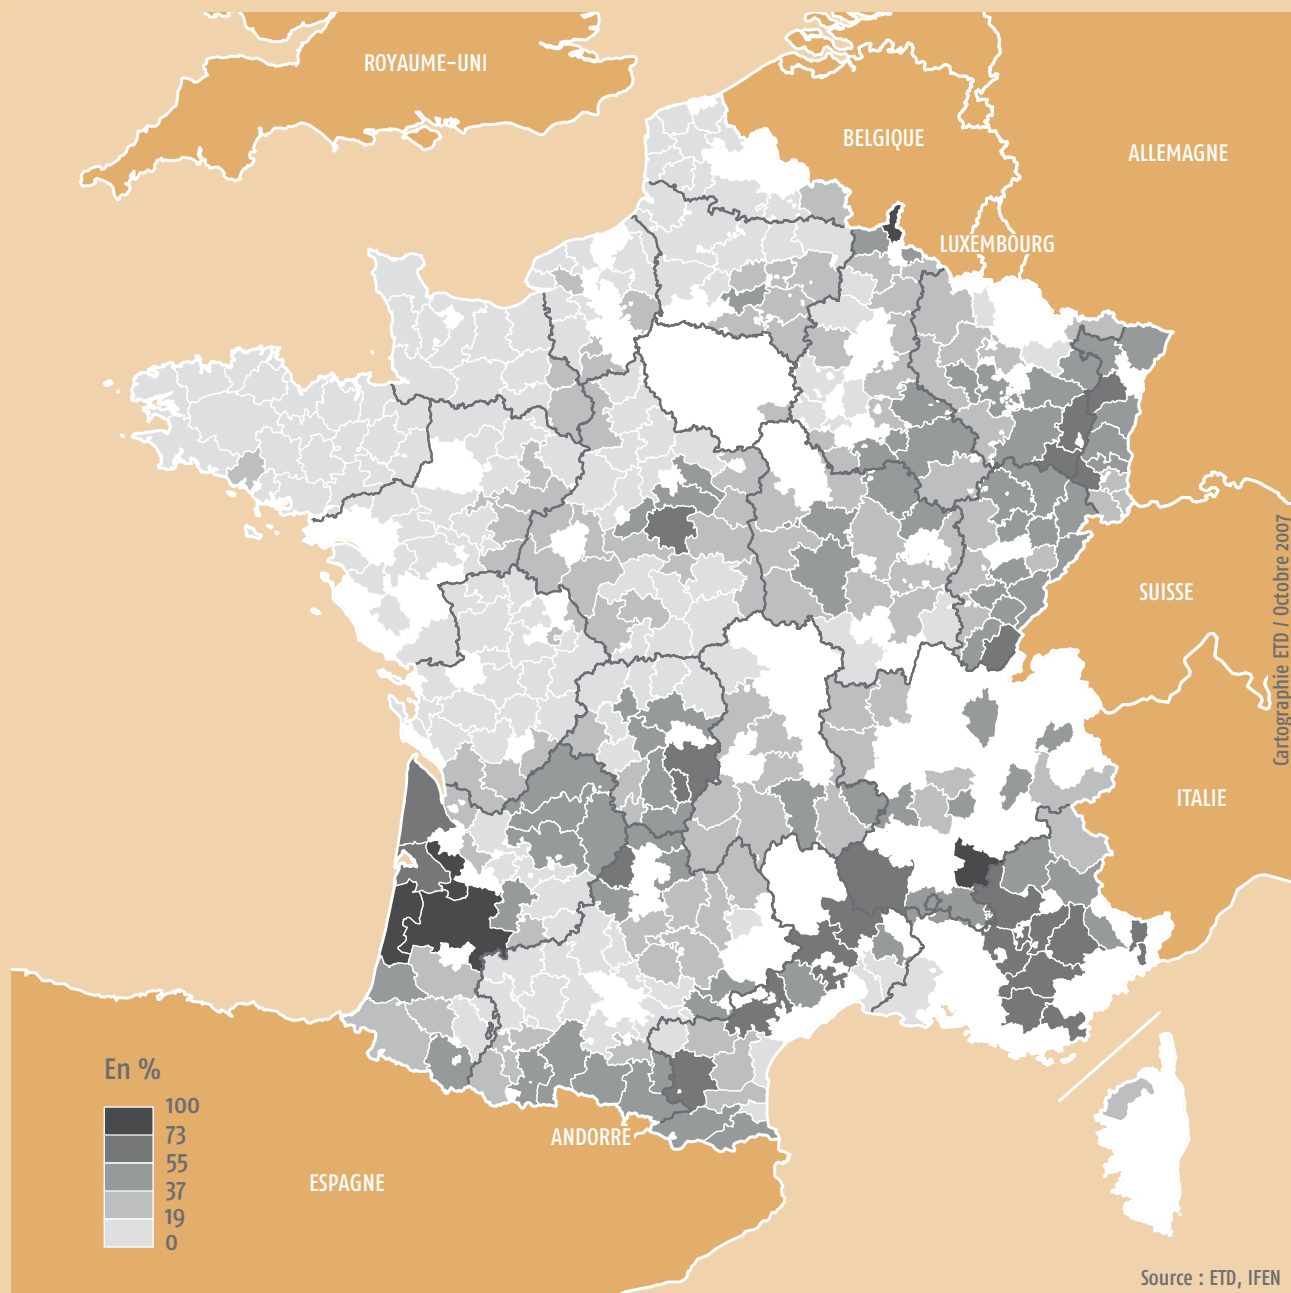 ROYAUME-UNI
BELGIQUE
ALLEMAGNE
LUXEMBOURG
SUISSE
Cartographie ETD / Octobre 2007
ITALIE
En %
100
73
55
37
19
0
ANDORRE
ESPAGNE
Source : ETD, IFEN